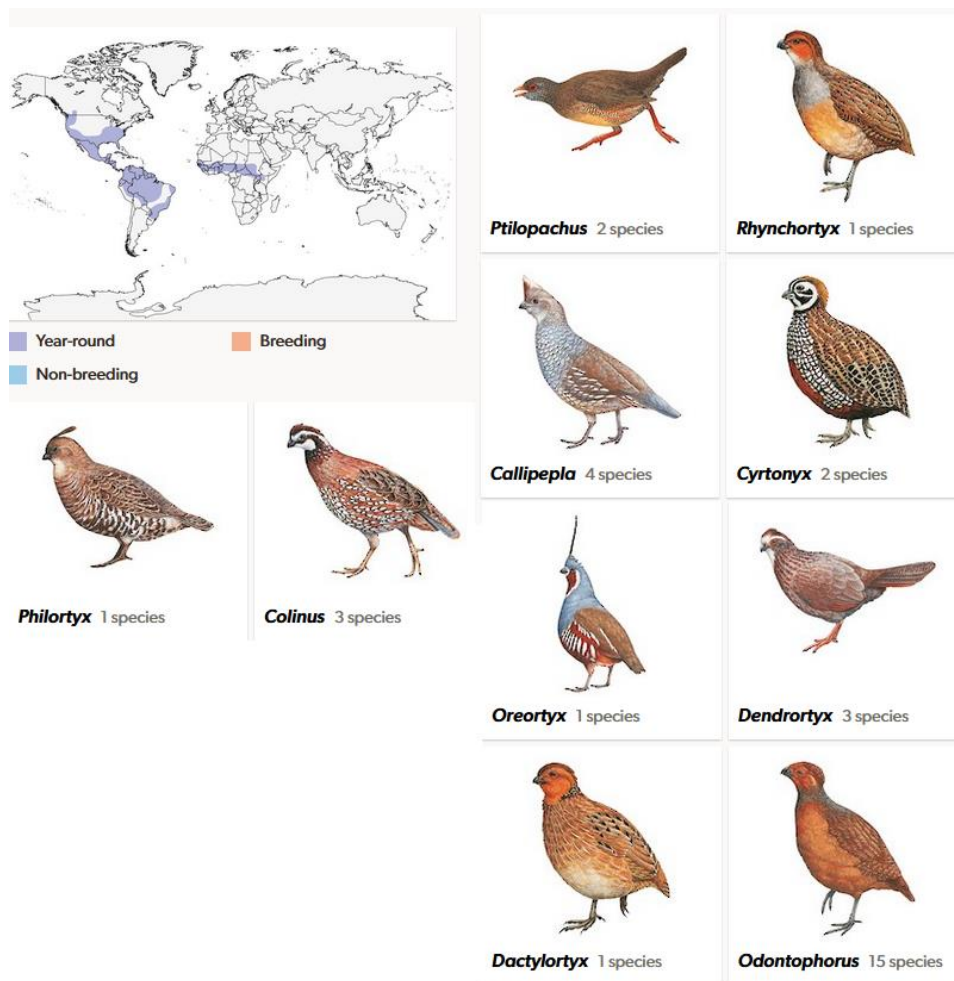 Year-round
Breeding
Non-breeding
Ptilopachus 2 species
Rhynchortyx 1 species
Callipepla 4 species
Cyrtonyx 2 species
Philortyx 1 species
Colinus 3 species
Oreortyx 1 species
Dendrortyx 3 species
Dactylortyx 1 species
Odontophorus 15 species